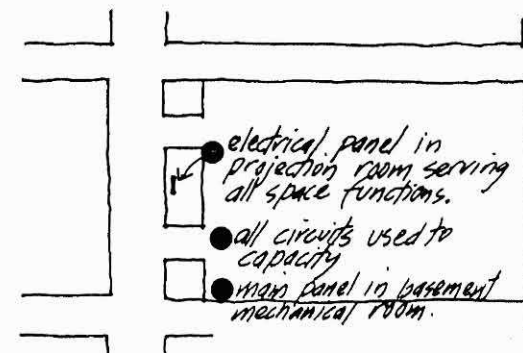 electrical panel in
projection room serving
all space functions.
all circuits used to
capacity
main panel in basement
mechanical room.